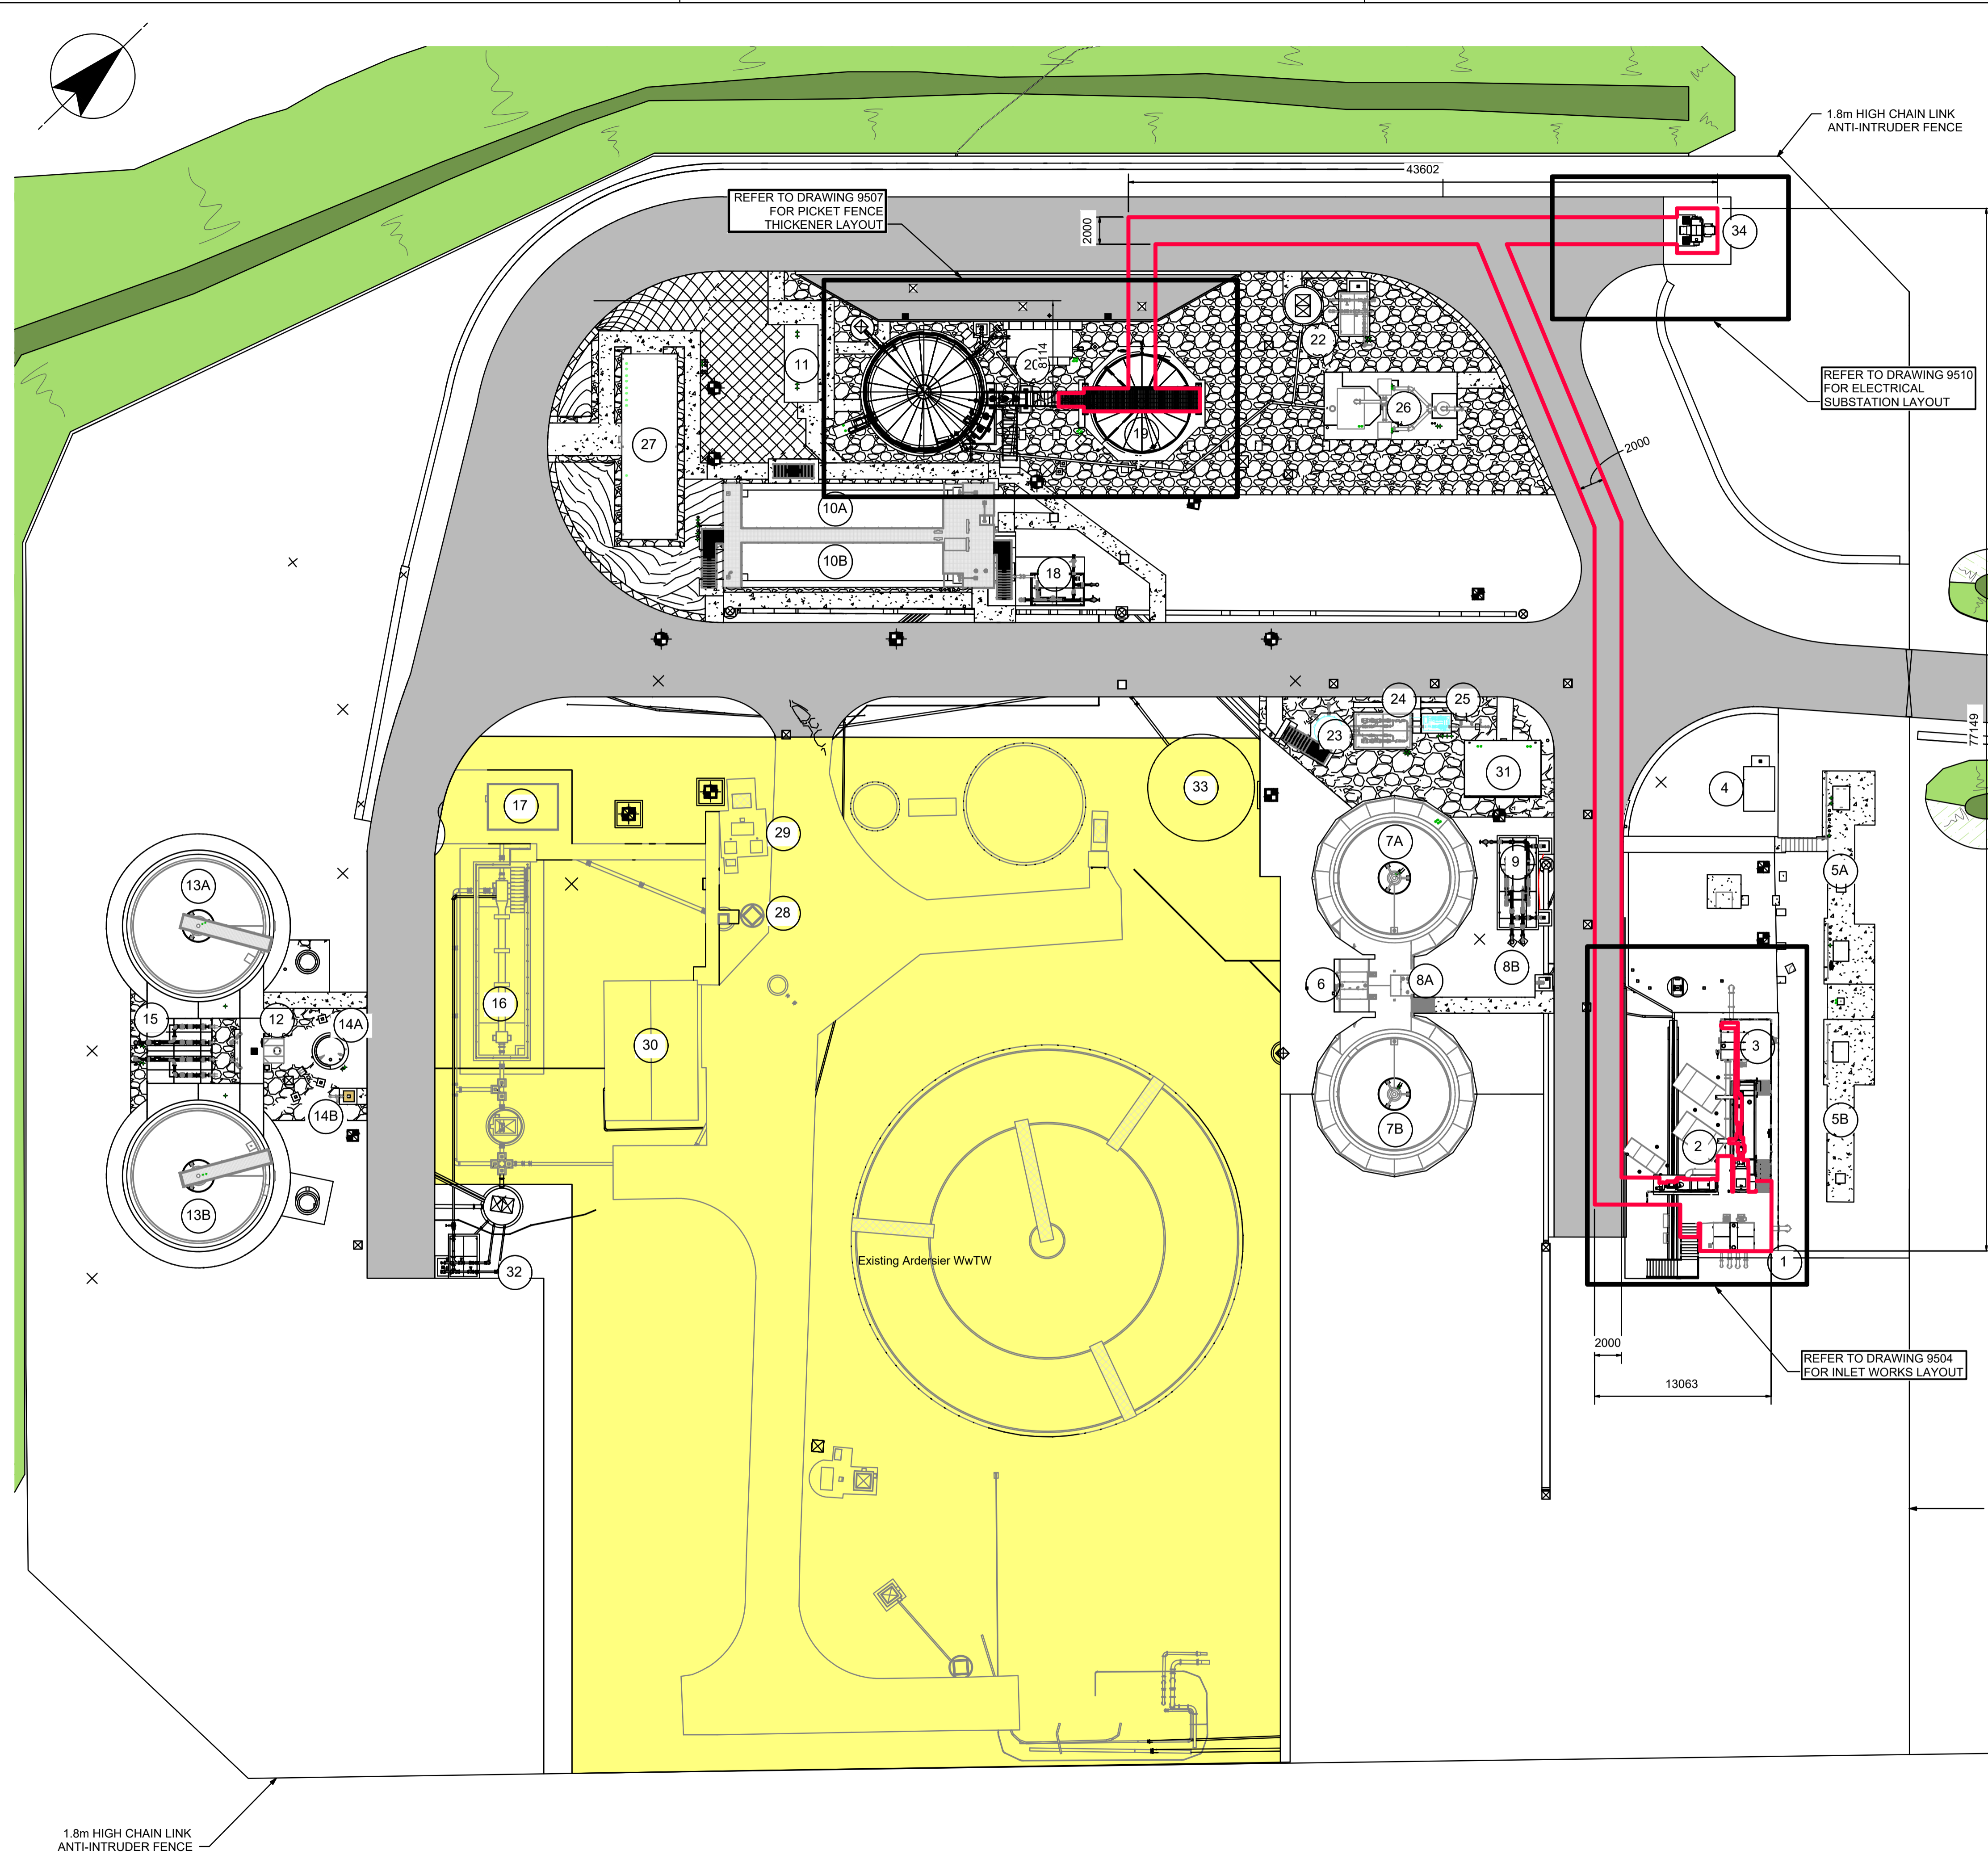 1.8m HIGH CHAIN LINK
ANTI-INTRUDER FENCE
43602
REFER TO DRAWING 9507
FOR PICKET FENCE
THICKENER LAYOUT
2000
34
22
11
20
8114
REFER TO DRAWING 9510
FOR ELECTRICAL
SUBSTATION LAYOUT
26
19
27
2000
10A
10B
18
24
25
23
77149
31
33
4
17
29
7A
9
5A
13A
28
6
8A
8B
16
15
12
14A
30
3
14B
7B
5B
2
13B
Existing Ardersier WwTW
32
1
2000
REFER TO DRAWING 9504
FOR INLET WORKS LAYOUT
13063
1.8m HIGH CHAIN LINK
ANTI-INTRUDER FENCE